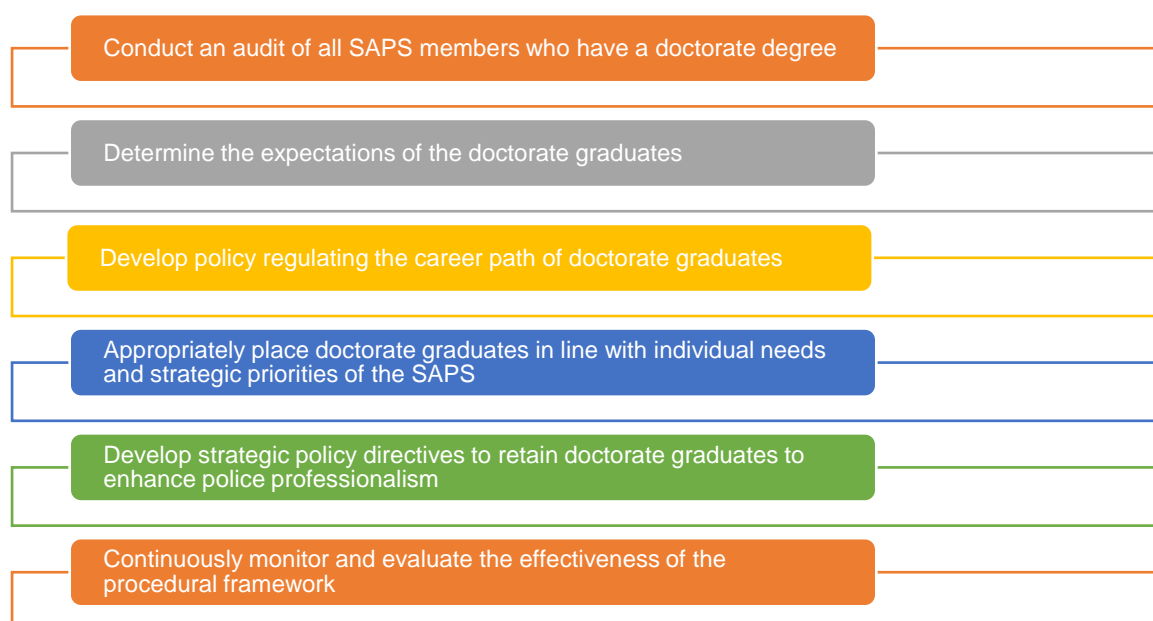 Conduct an audit of all SAPS members who have a doctorate degree
Determine the expectations of the doctorate graduates
Develop policy regulating the career path of doctorate graduates
Appropriately place doctorate graduates in line with individual needs
and strategic priorities of the SAPS
Develop strategic policy directives to retain doctorate graduates to
enhance police professionalism
Continuously monitor and evaluate the effectiveness of the
procedural framework